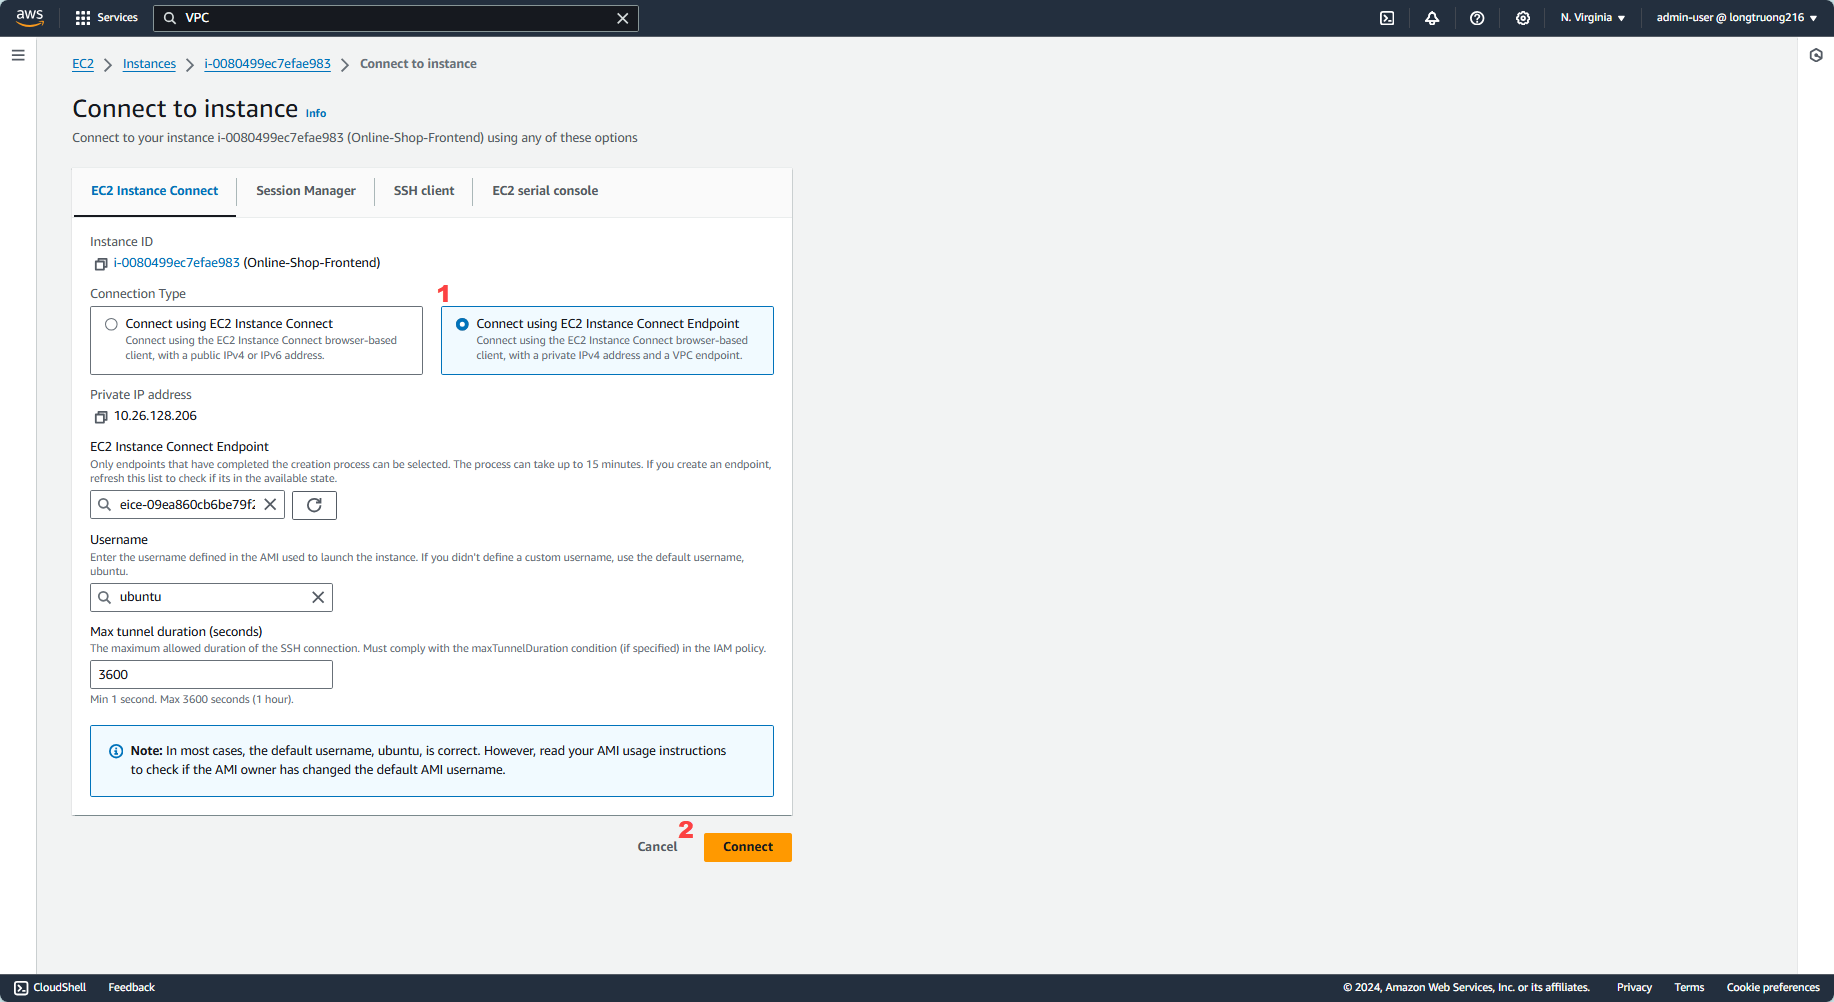 aws Services VPC N. Virginia ▼ admin-user @ longtruong216 ▼
EC2 > Instances > i-0080499ec7efae983 > Connect to instance
Connect to instance Info
Connect to your instance i-0080499ec7efae983 (Online-Shop-Frontend) using any of these options
EC2 Instance Connect Session Manager SSH client EC2 serial console
Instance ID
i-0080499ec7efae983 (Online-Shop-Frontend)
Connection Type
1
Connect using EC2 Instance Connect
Connect using the EC2 Instance Connect browser-based
client, with a public IPv4 or IPv6 address.
Connect using EC2 Instance Connect Endpoint
Connect using the EC2 Instance Connect browser-based
client, with a private IPv4 address and a VPC endpoint.
Private IP address
10.26.128.206
EC2 Instance Connect Endpoint
Only endpoints that have completed the creation process can be selected. The process can take up to 15 minutes. If you create an endpoint,
refresh this list to check if its in the available state.
eice-09ea860cb6be79f2
Username
Enter the username defined in the AMI used to launch the instance. If you didn't define a custom username, use the default username,
ubuntu.
ubuntu
Max tunnel duration (seconds)
The maximum allowed duration of the SSH connection. Must comply with the maxTunnelDuration condition (if specified) in the IAM policy.
3600
Min 1 second. Max 3600 seconds (1 hour).
Note: In most cases, the default username, ubuntu, is correct. However, read your AMI usage instructions
to check if the AMI owner has changed the default AMI username.
2
Cancel Connect
CloudShell Feedback © 2024, Amazon Web Services, Inc. or its affiliates. Privacy Terms Cookie preferences